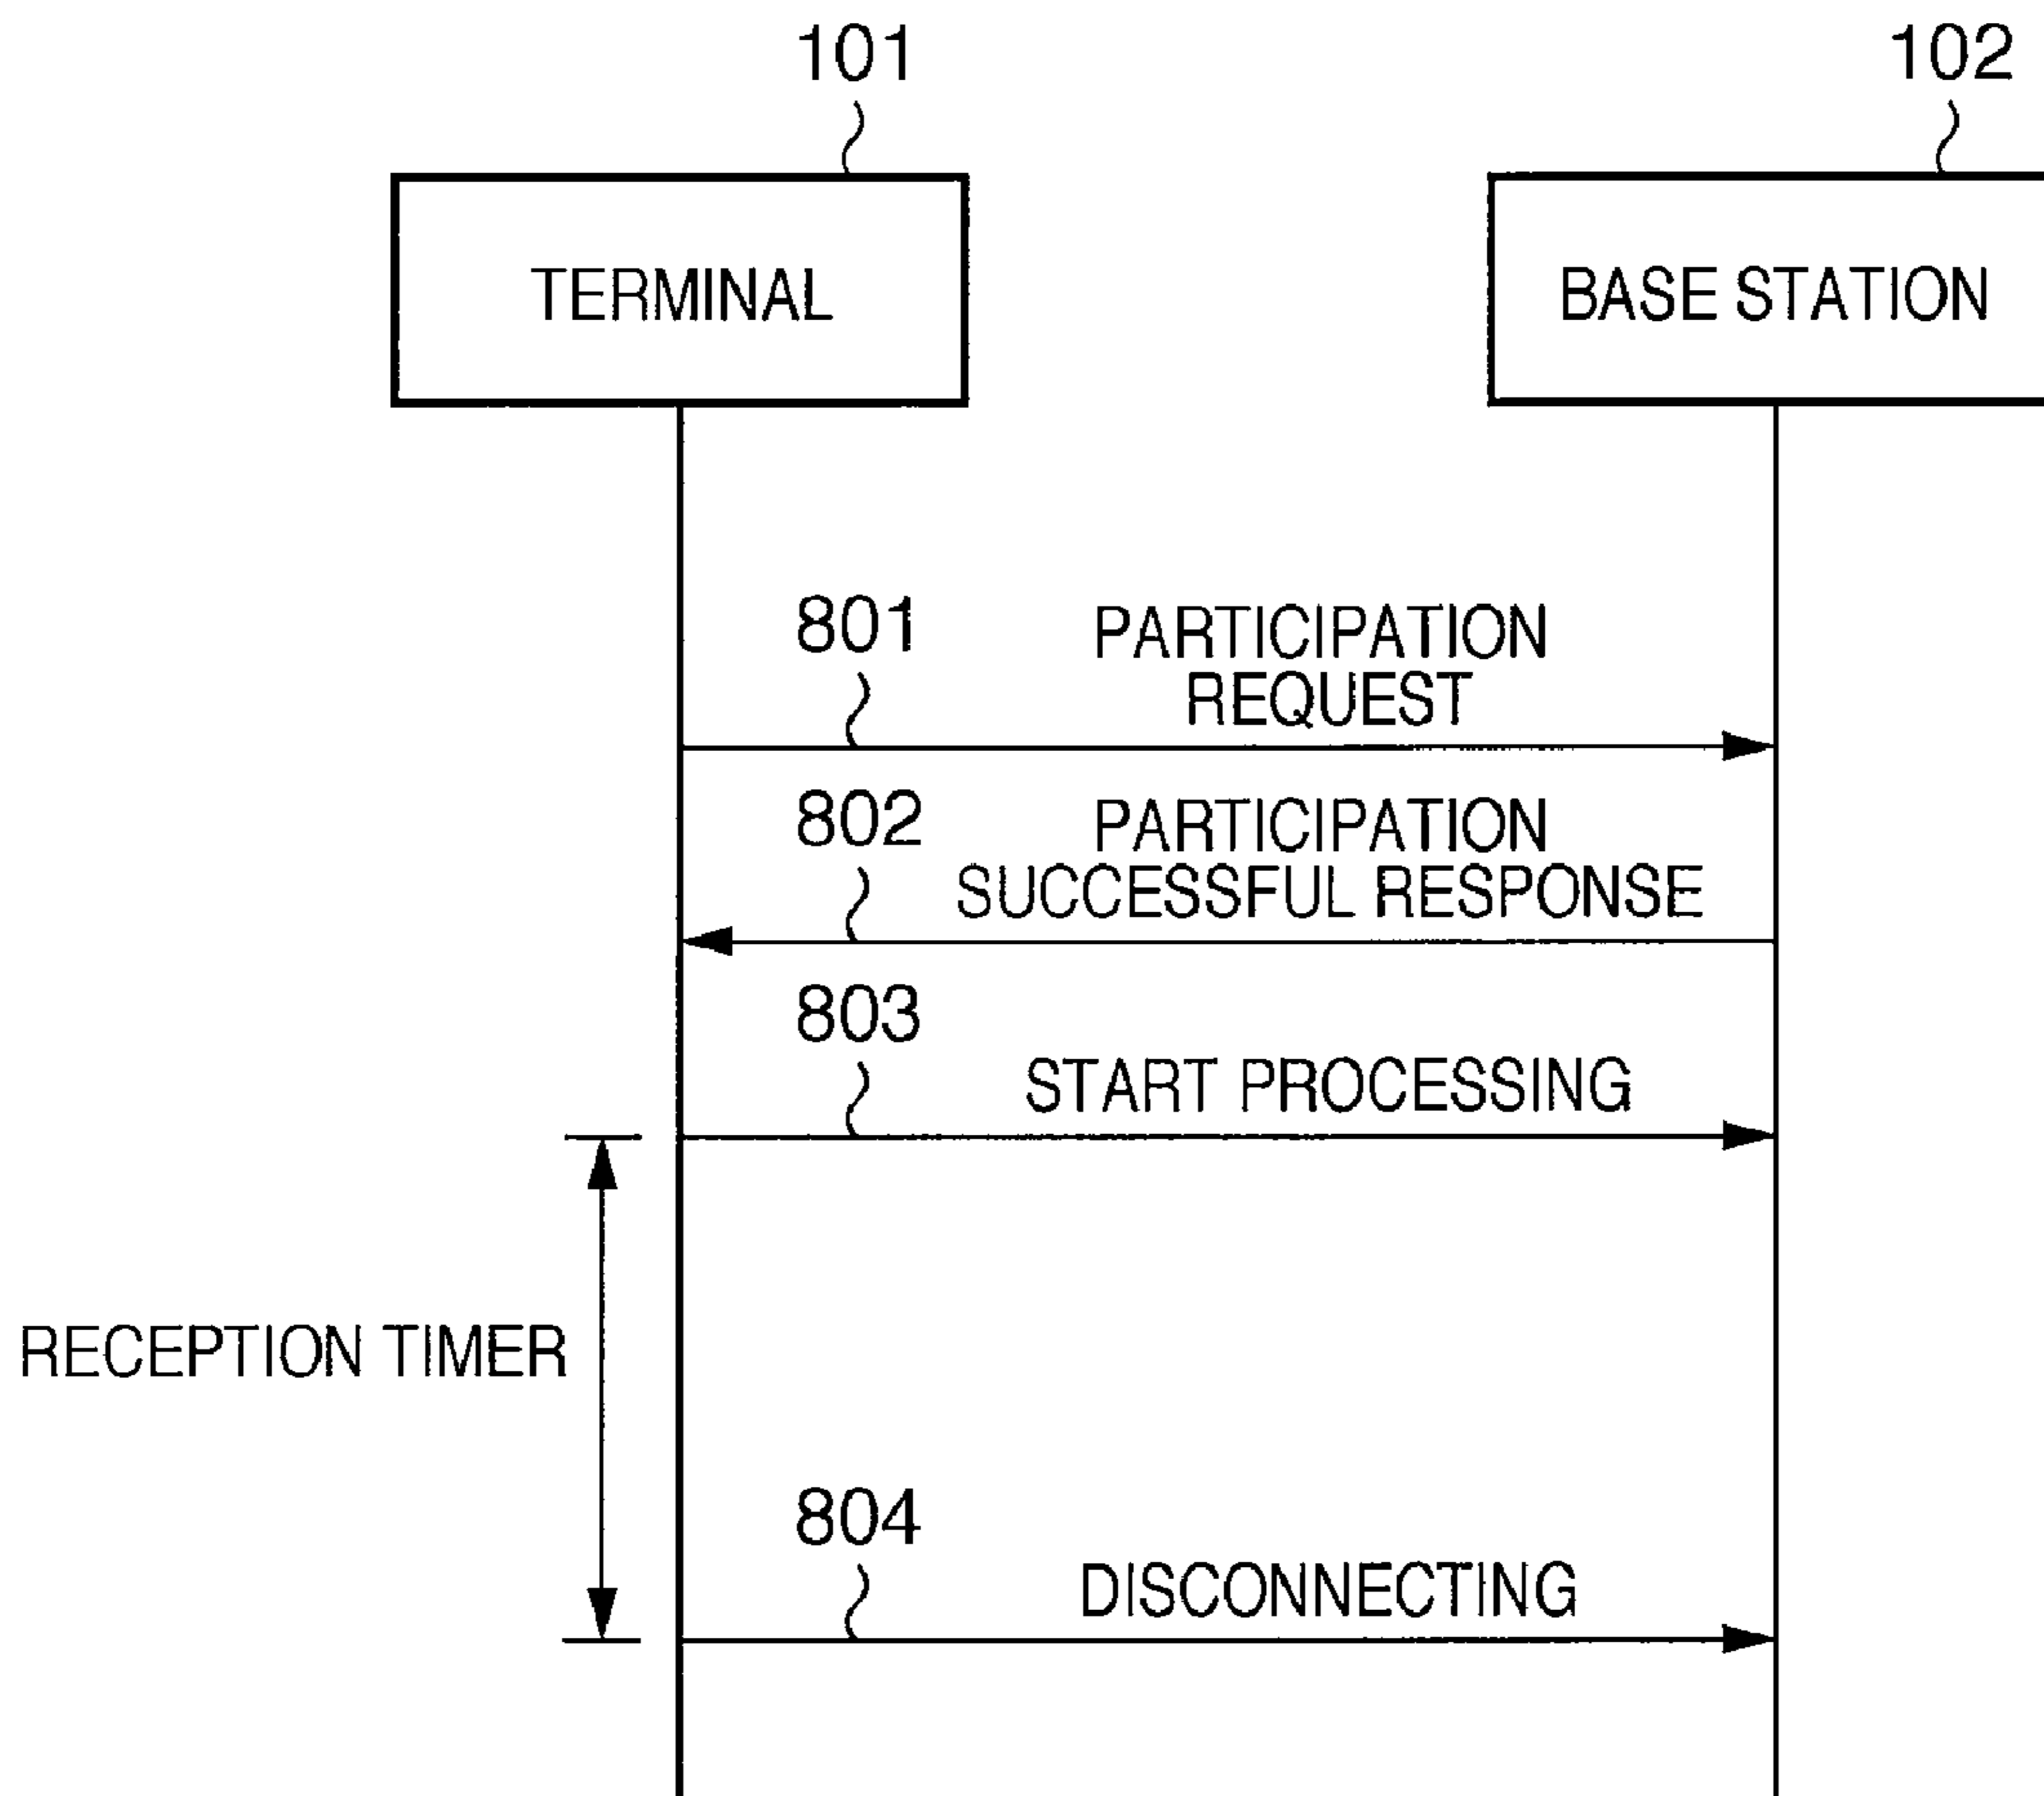 101
102
TERMINAL
BASE STATION
801
PARTICIPATION
REQUEST
802
PARTICIPATION
SUCCESSFUL RESPONSE
803
START PROCESSING
RECEPTION TIMER
804
DISCONNECTING